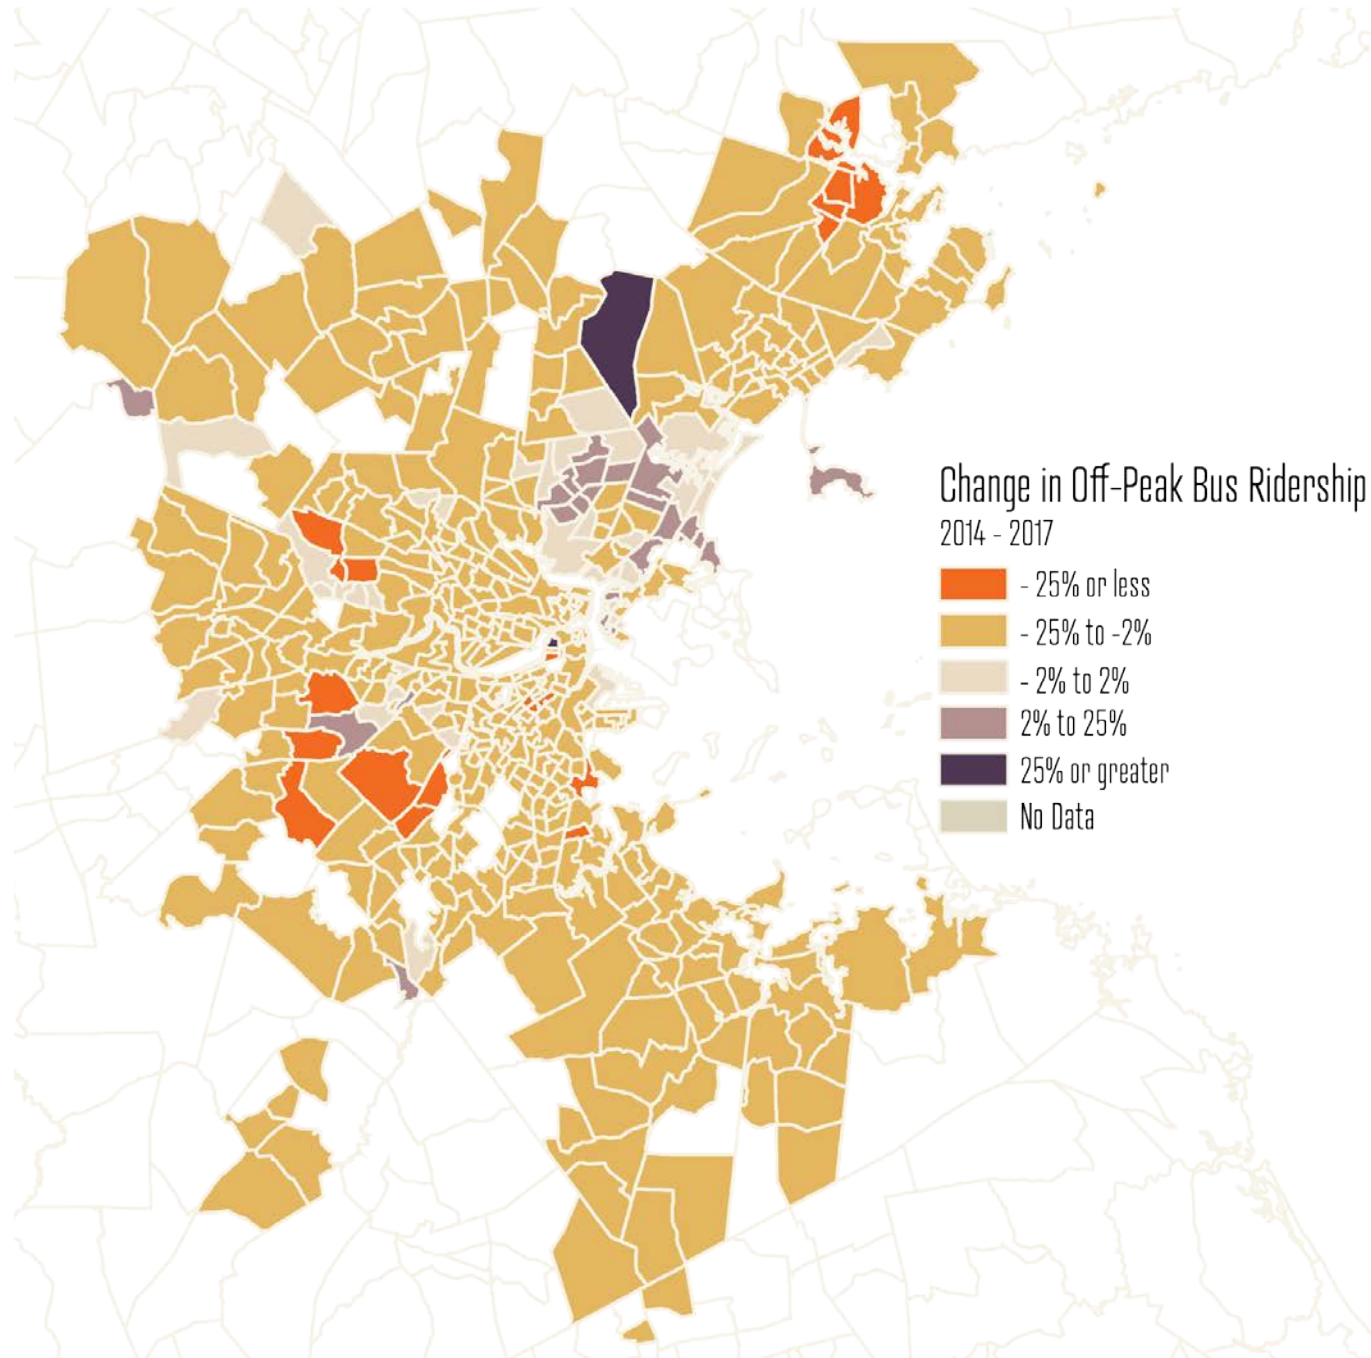 Change in Off-Peak Bus Ridership
2014 - 2017
- 25% or less
- 25% to -2%
- 2% to 2%
2% to 25%
25% or greater
No Data